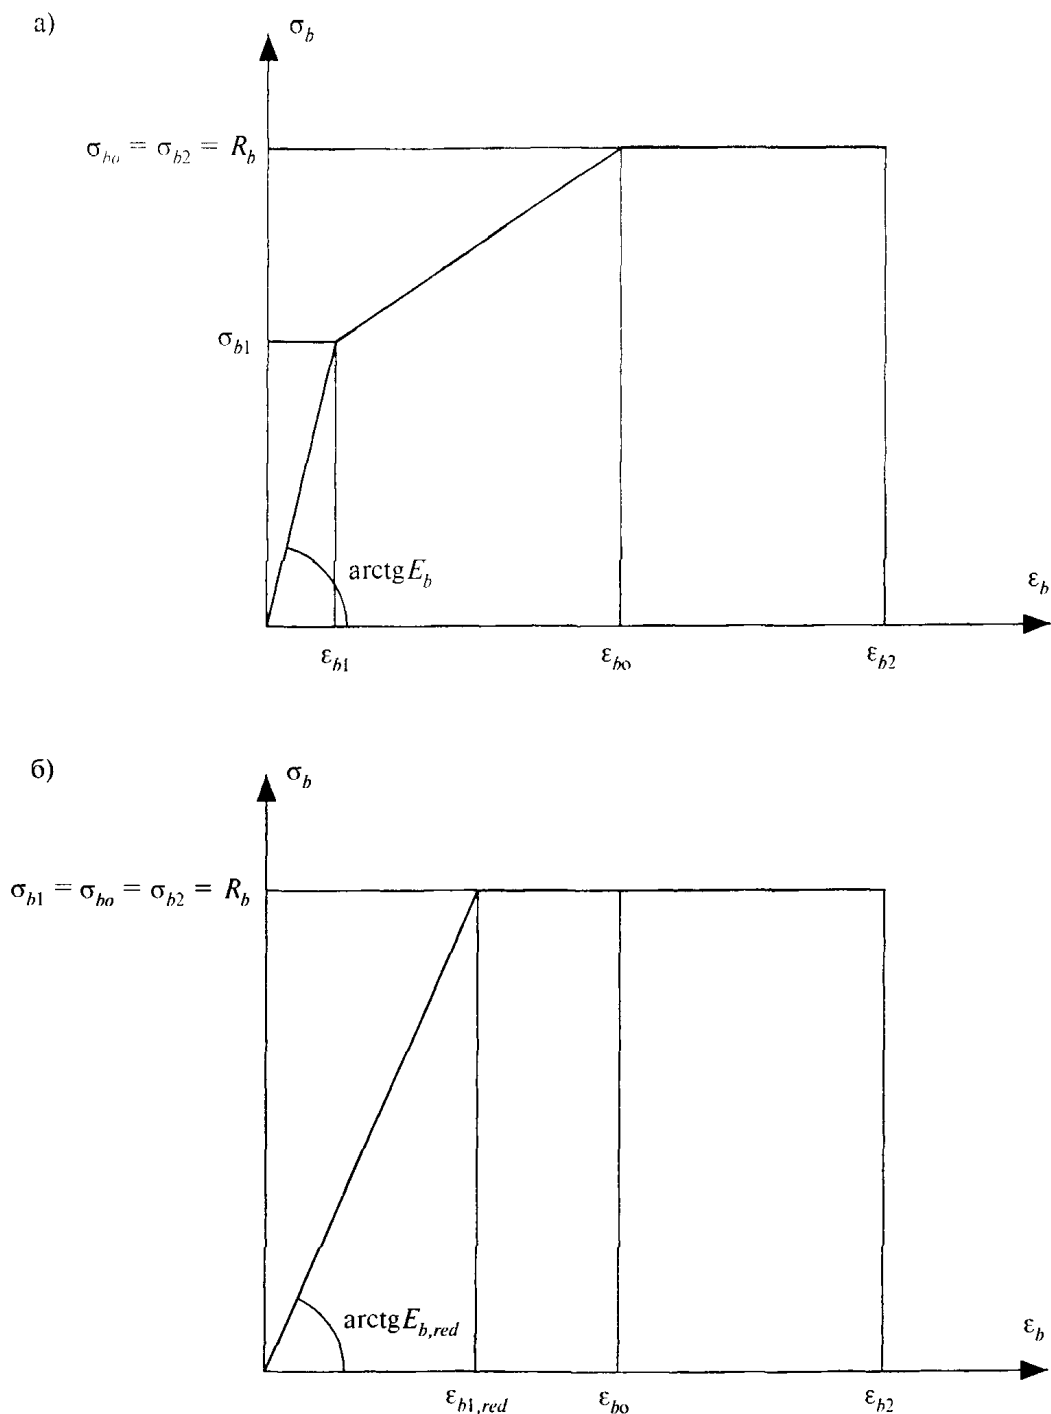 а)
σb
σbo = σb2 = Rb
σb1
arctgEb
εb
εb1
εbo
εb2
б)
σb
σb1 = σbo = σb2 = Rb
arctgEb,red
εb
εb1,red
εbo
εb2